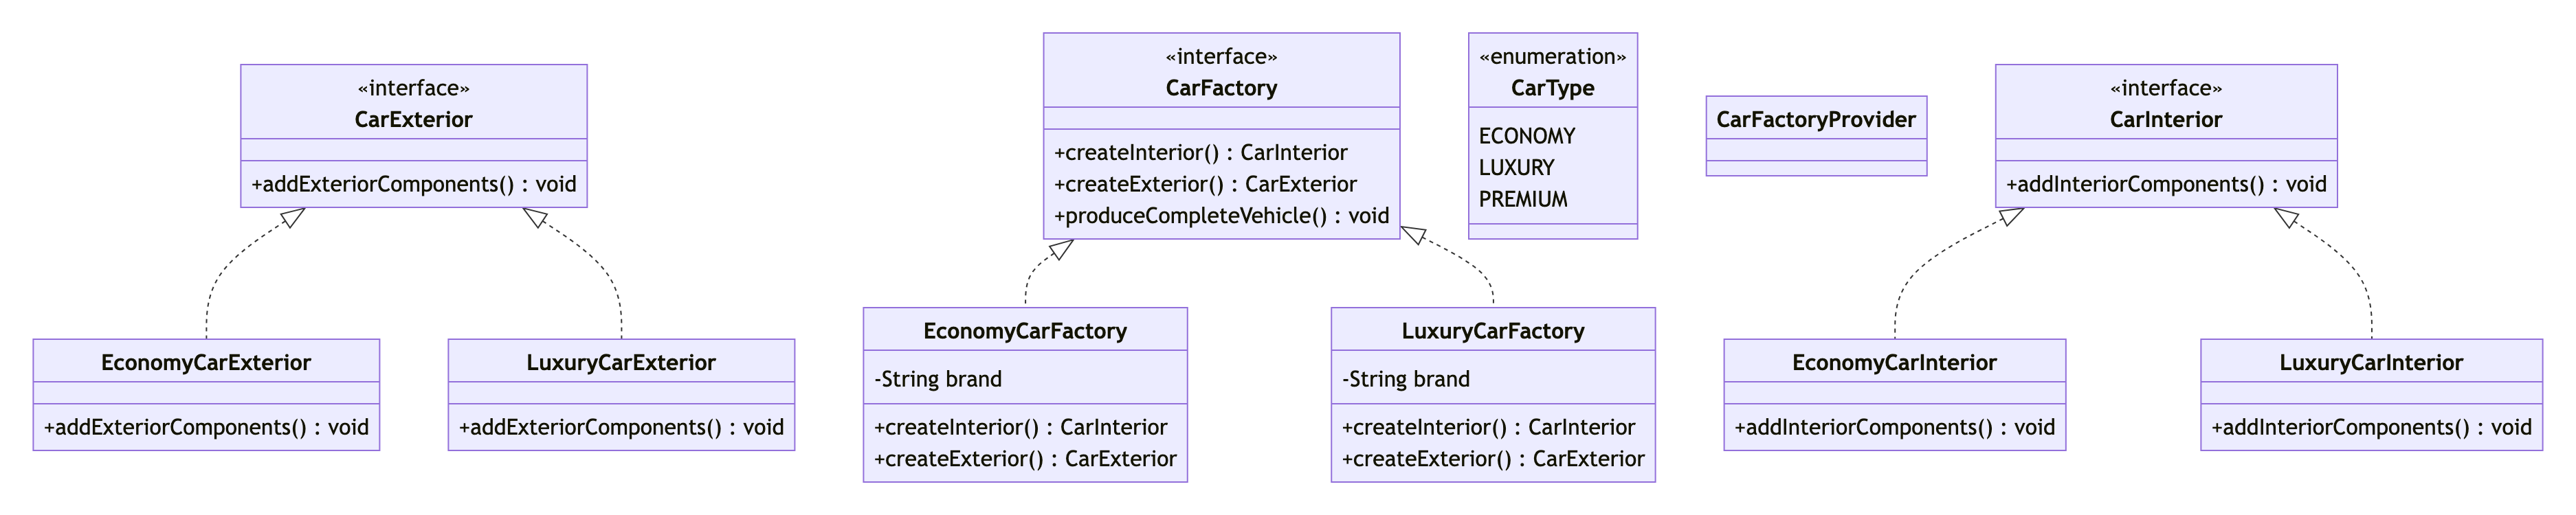 «interface»
CarExterior
+addExteriorComponents() : void
«interface»
CarFactory
+createInterior() : CarInterior
+createExterior() : CarExterior
+produceCompleteVehicle() : void
«enumeration»
CarType
ECONOMY
LUXURY
PREMIUM
CarFactoryProvider
«interface»
CarInterior
+addInteriorComponents() : void
EconomyCarExterior
+addExteriorComponents() : void
LuxuryCarExterior
+addExteriorComponents() : void
EconomyCarFactory
-String brand
+createInterior() : CarInterior
+createExterior() : CarExterior
LuxuryCarFactory
-String brand
+createInterior() : CarInterior
+createExterior() : CarExterior
EconomyCarInterior
+addInteriorComponents() : void
LuxuryCarInterior
+addInteriorComponents() : void